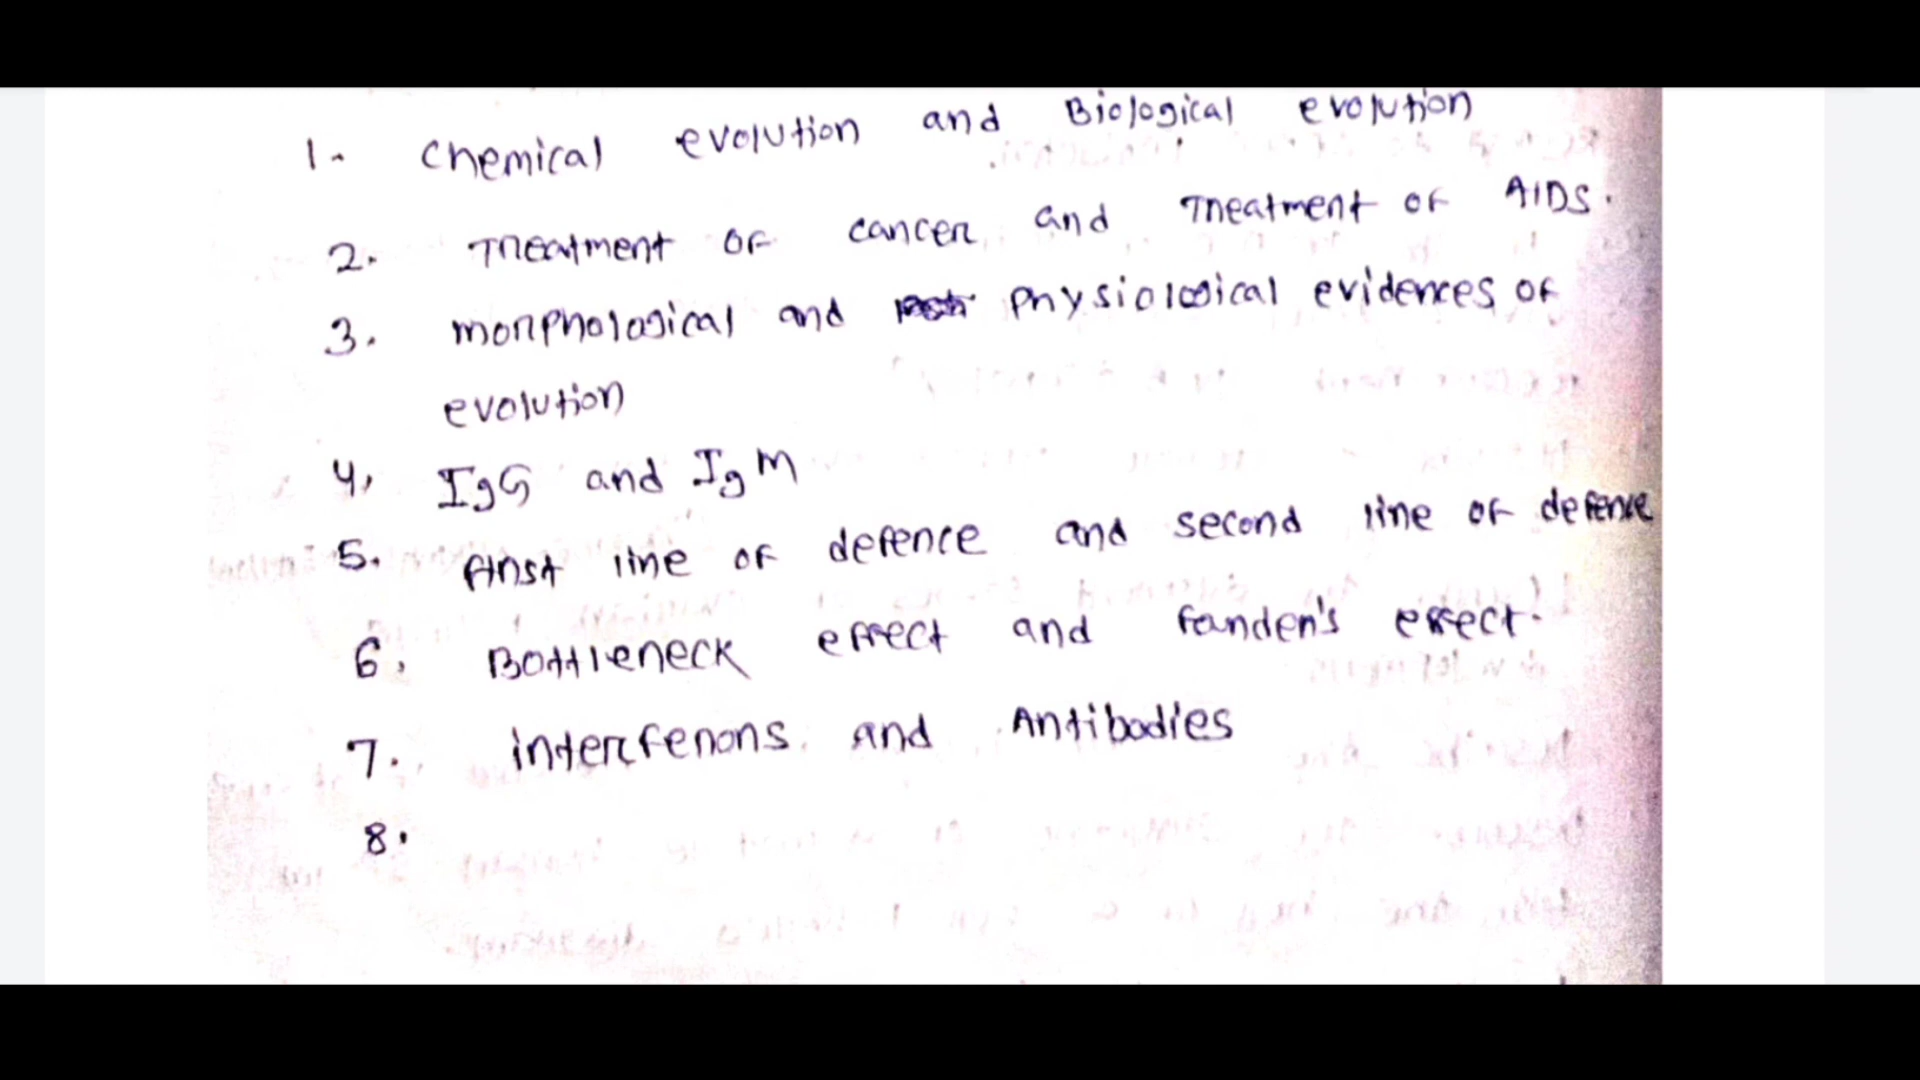 1. Chemical evolution and Biological evolution
2. Treatment of cancer and Treatment of AIDS.
3. morphological and physiological evidences of
evolution
4, IgG and IgM
5. first line of defence and second line of defence
6. Bottleneck effect and founder's effect.
7. interferons and Antibodies
8.